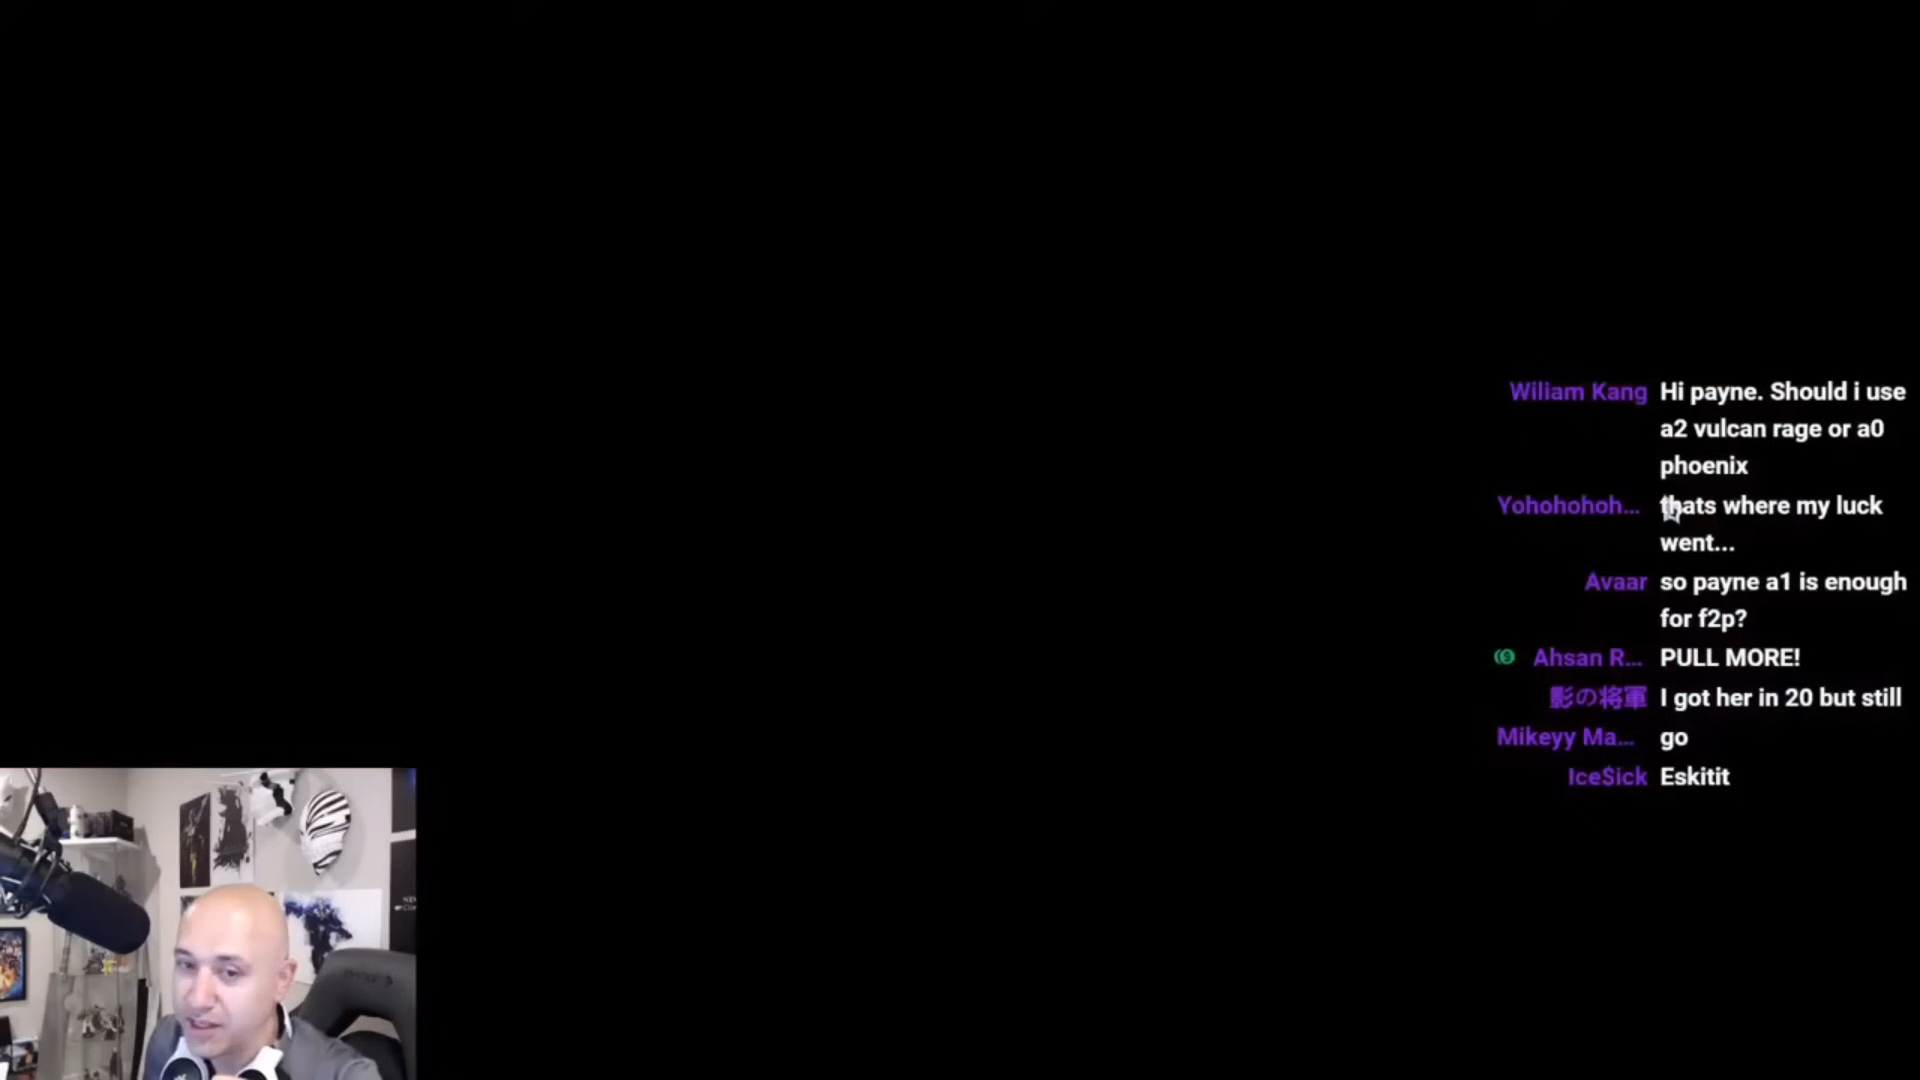 Wiliam Kang Hi payne. Should i use
a2 vulcan rage or a0
phoenix
Yohohohoh... thats where my luck
went...
Avaar so payne a1 is enough
for f2p?
Ahsan R... PULL MORE!
影の将軍 I got her in 20 but still
Mikeyy Ma... go
Ice$ick Eskitit